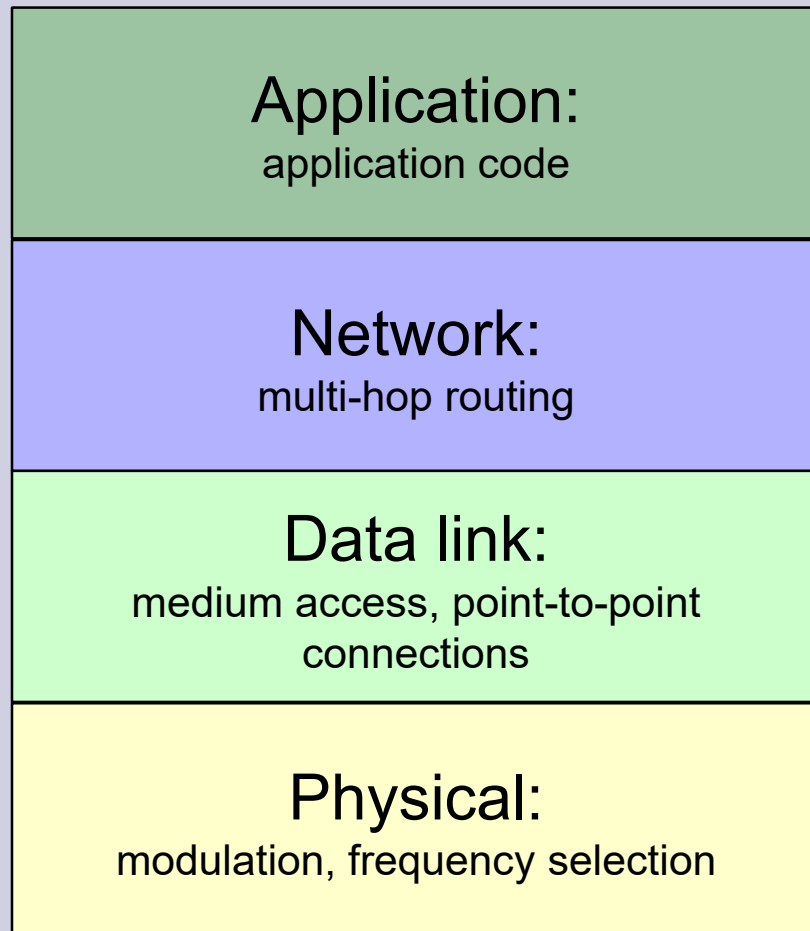 Application:
application code
Network:
multi-hop routing
Data link:
medium access, point-to-point
connections
Physical:
modulation, frequency selection